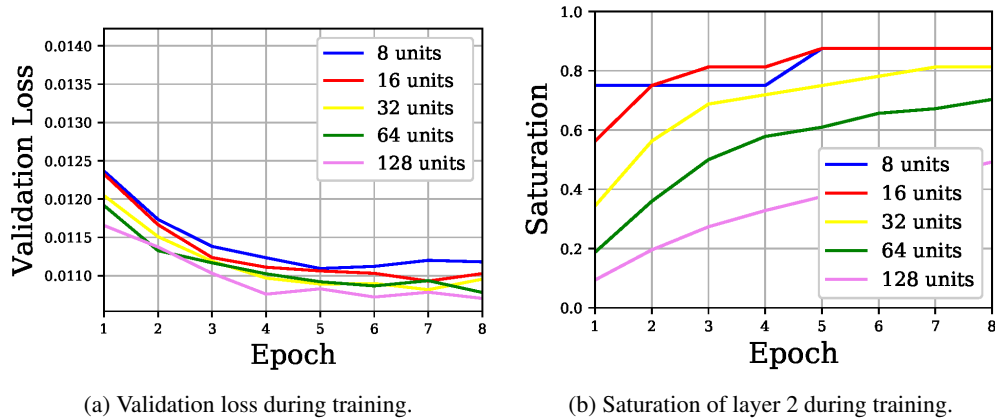 0.0140
0.0135
0.0130
0.0125
0.0120
0.0115
0.0110
Validation Loss
8 units
16 units
32 units
64 units
128 units
1 2 3 4 5 6 7 8
Epoch
(a) Validation loss during training.
1.0
0.8
0.6
0.4
0.2
0.0
Saturation
8 units
16 units
32 units
64 units
128 units
1 2 3 4 5 6 7 8
Epoch
(b) Saturation of layer 2 during training.